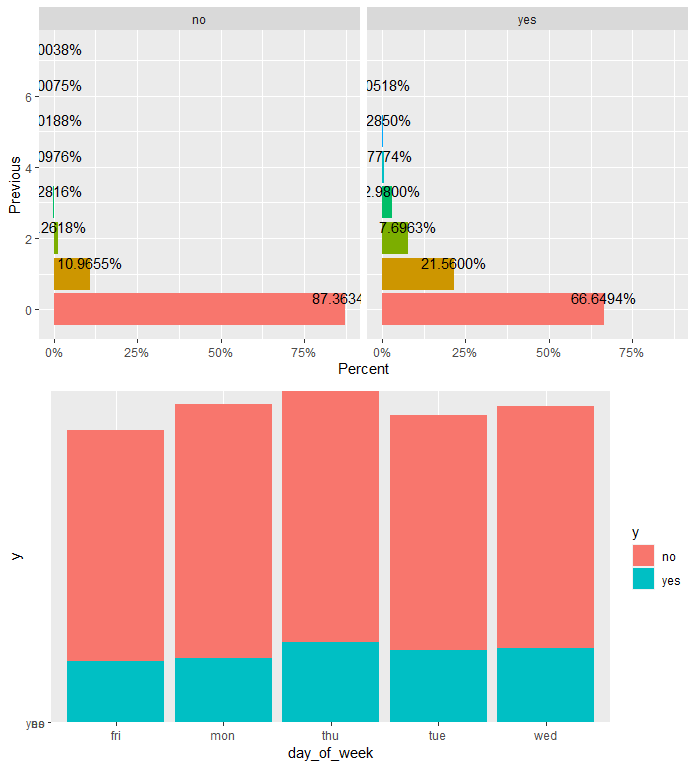 no yes
0038%
0075% 0518%
6
0188% 2850%
0976% 7774%
4
2816% 2.9800%
Previous
.2618% 7.6963%
2
10.9655% 21.5600%
87.3634 66.6494%
0
0% 25% 50% 75% 0% 25% 50% 75%
Percent
y
y
no
yes
fri mon thu tue wed
day_of_week